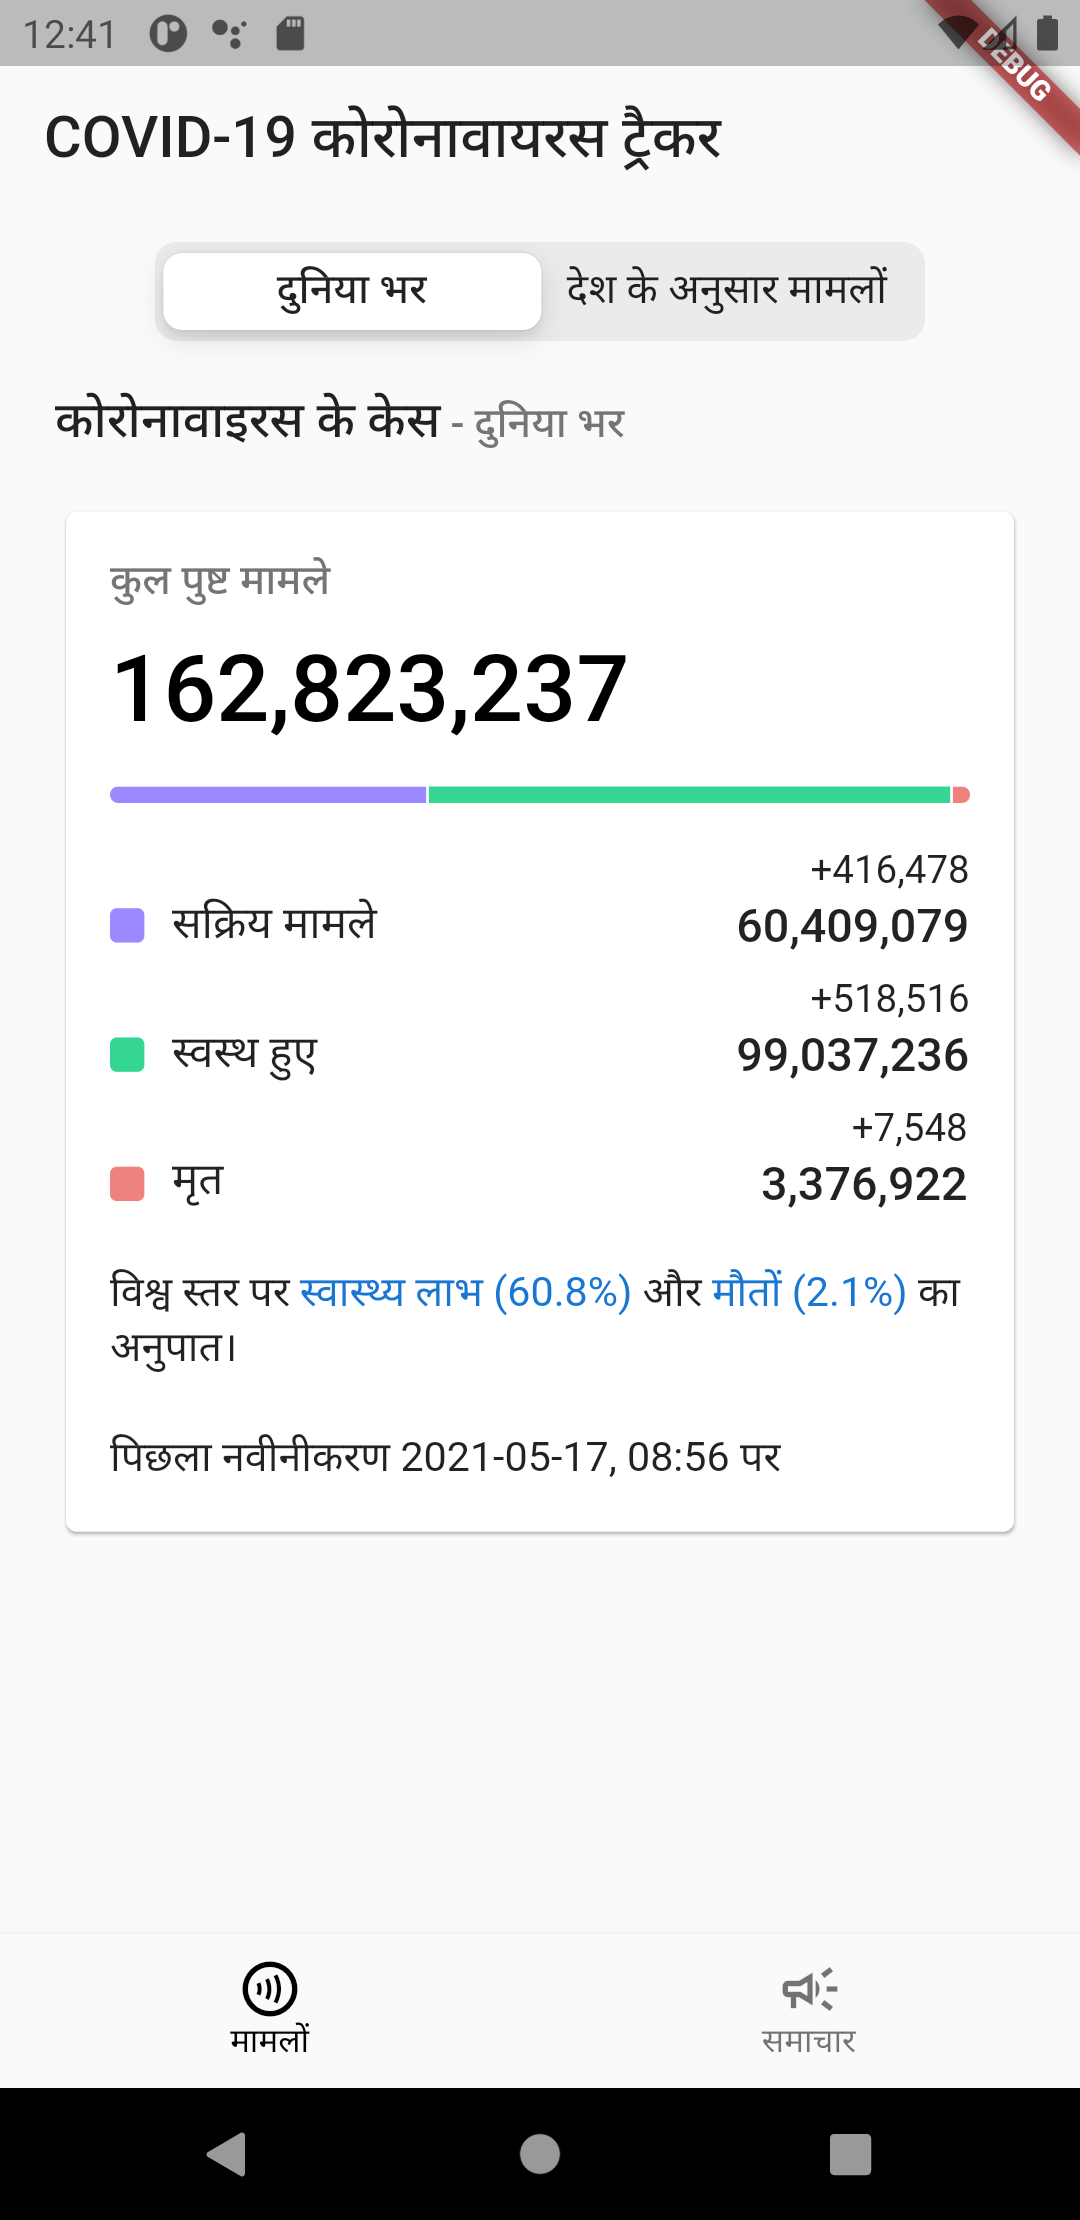 12:41
DEBUG
COVID-19 कोरोनावायरस ट्रैकर
दुनिया भर
देश के अनुसार मामलों
कोरोनावाइरस के केस - दुनिया भर
कुल पुष्ट मामले
162,823,237
+416,478
सक्रिय मामले 60,409,079
+518,516
स्वस्थ हुए 99,037,236
+7,548
मृत 3,376,922
विश्व स्तर पर स्वास्थ्य लाभ (60.8%) और मौतों (2.1%) का
अनुपात।
पिछला नवीनीकरण 2021-05-17, 08:56 पर
मामलों
समाचार